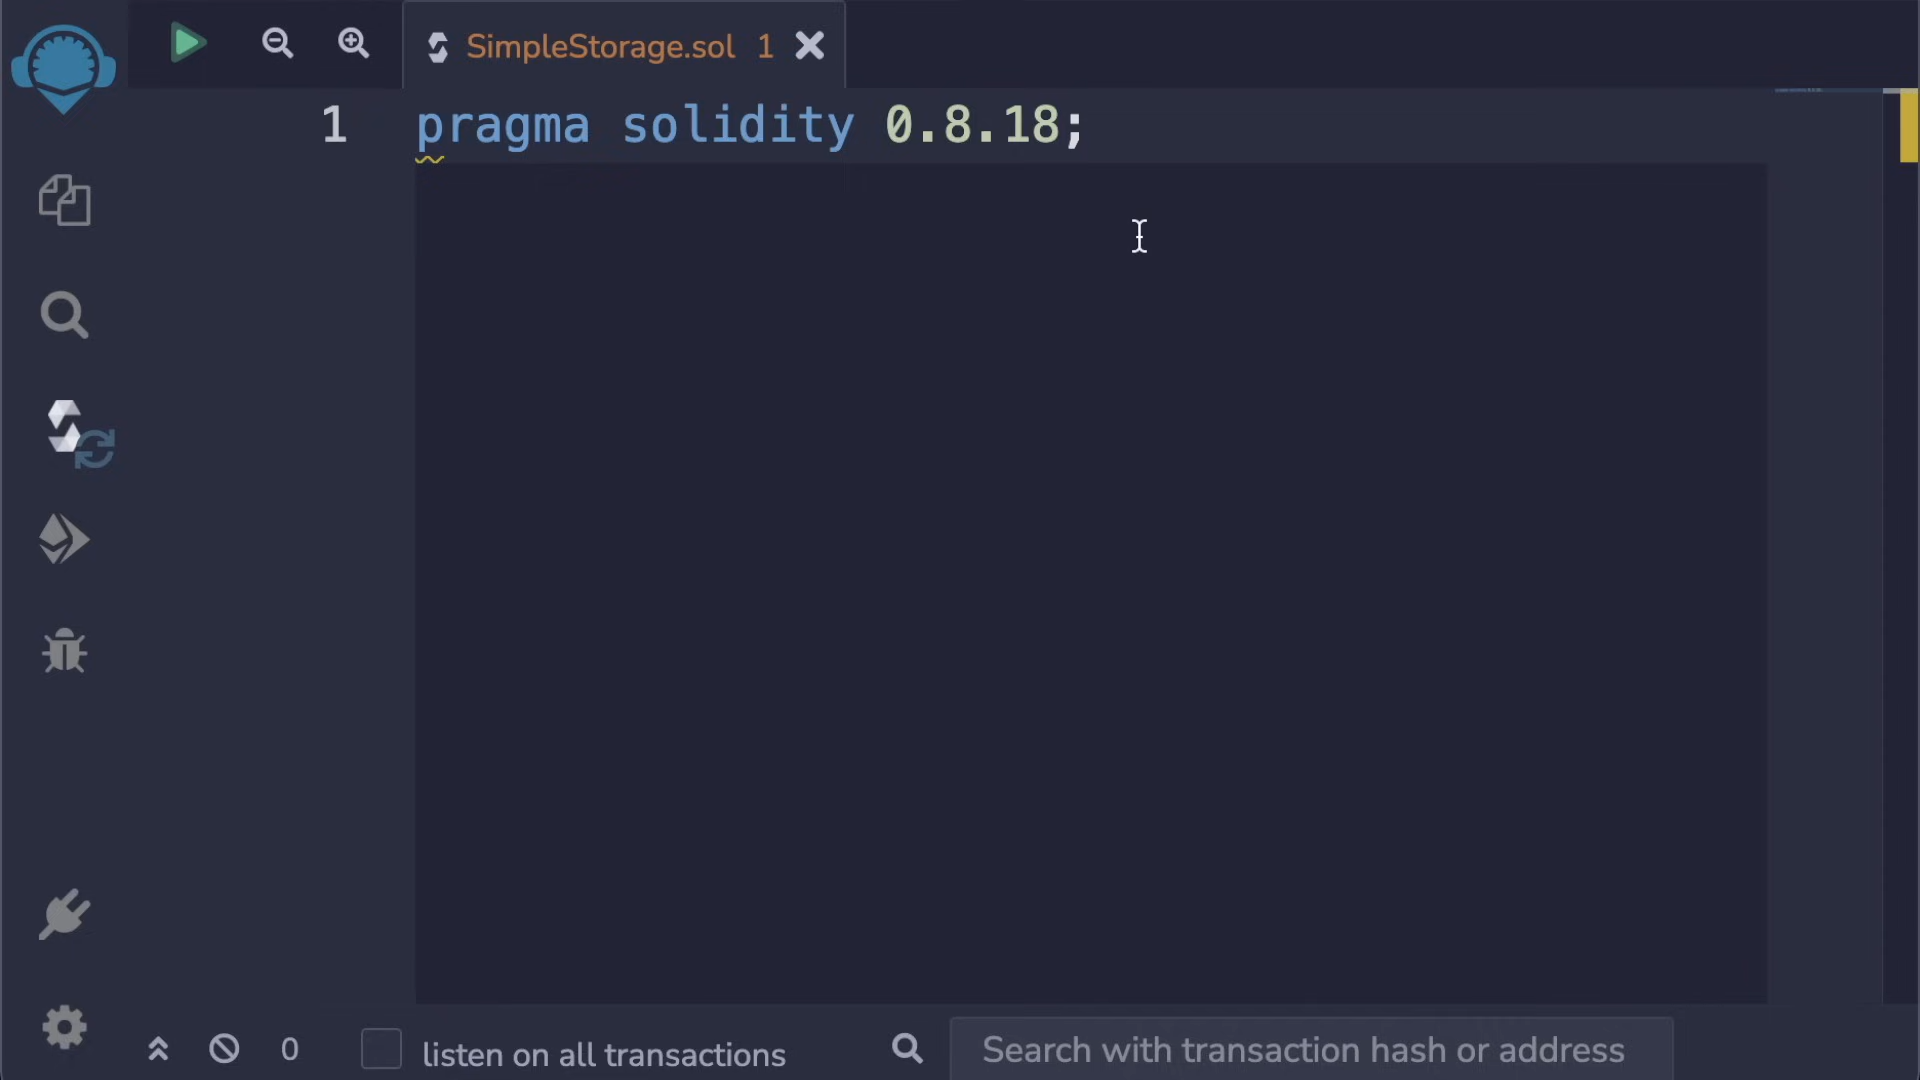 SimpleStorage.sol 1
1 pragma solidity 0.8.18;
0 listen on all transactions Search with transaction hash or address